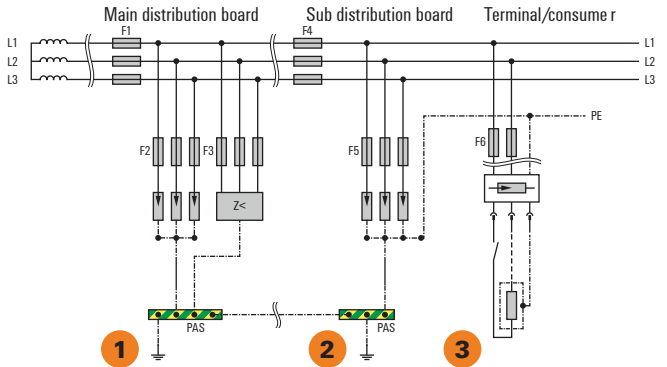 Main distribution board Sub distribution board Terminal/consume r
F1 F4
L1 L1
L2 L2
L3 L3
PE
F2 F3 F5 F6
Z<
PAS PAS
1 2 3